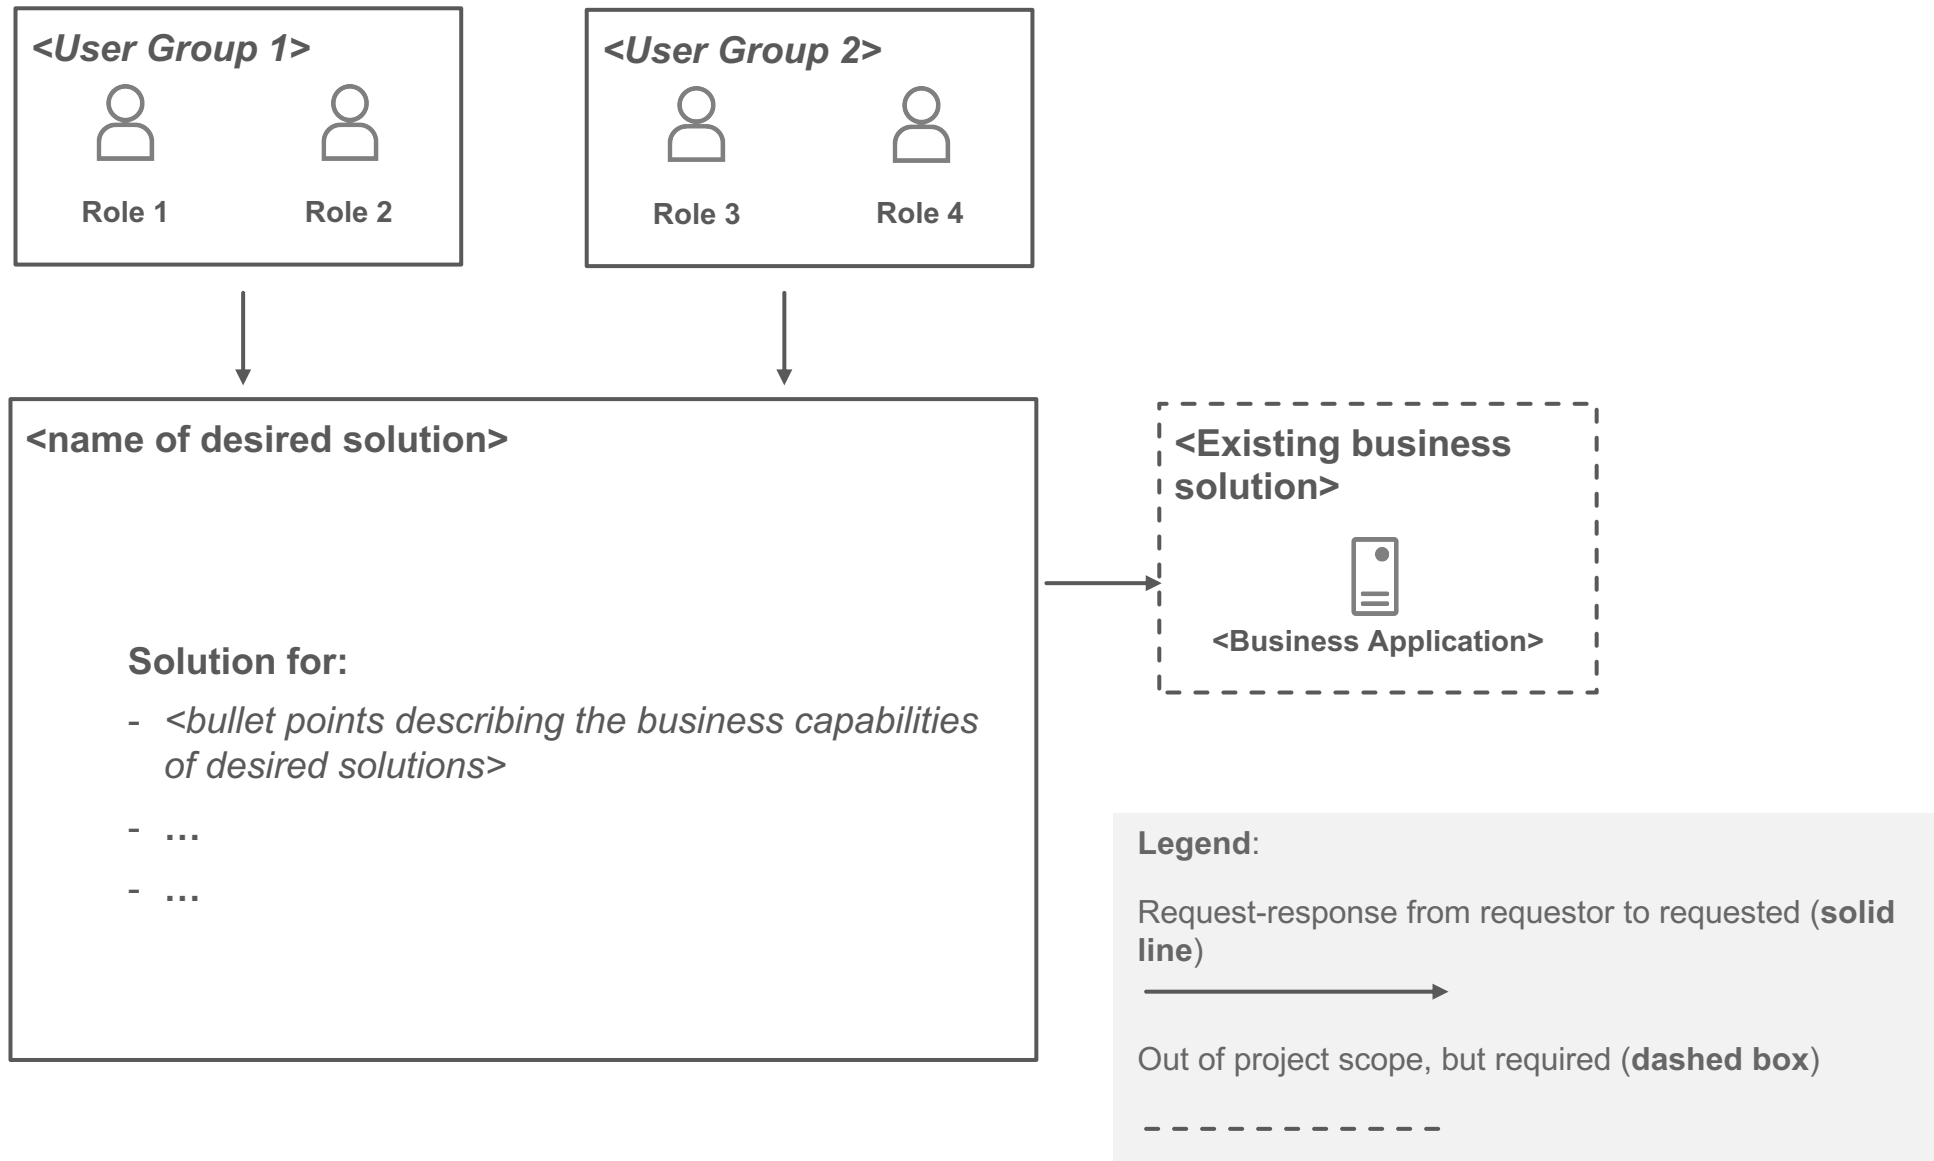 <User Group 1>
Role 1
Role 2
<User Group 2>
Role 3
Role 4
<name of desired solution>
Solution for:
- <bullet points describing the business capabilities
of desired solutions>
- ...
- ...
<Existing business
solution>
<Business Application>
Legend:
Request-response from requestor to requested (solid
line)
Out of project scope, but required (dashed box)